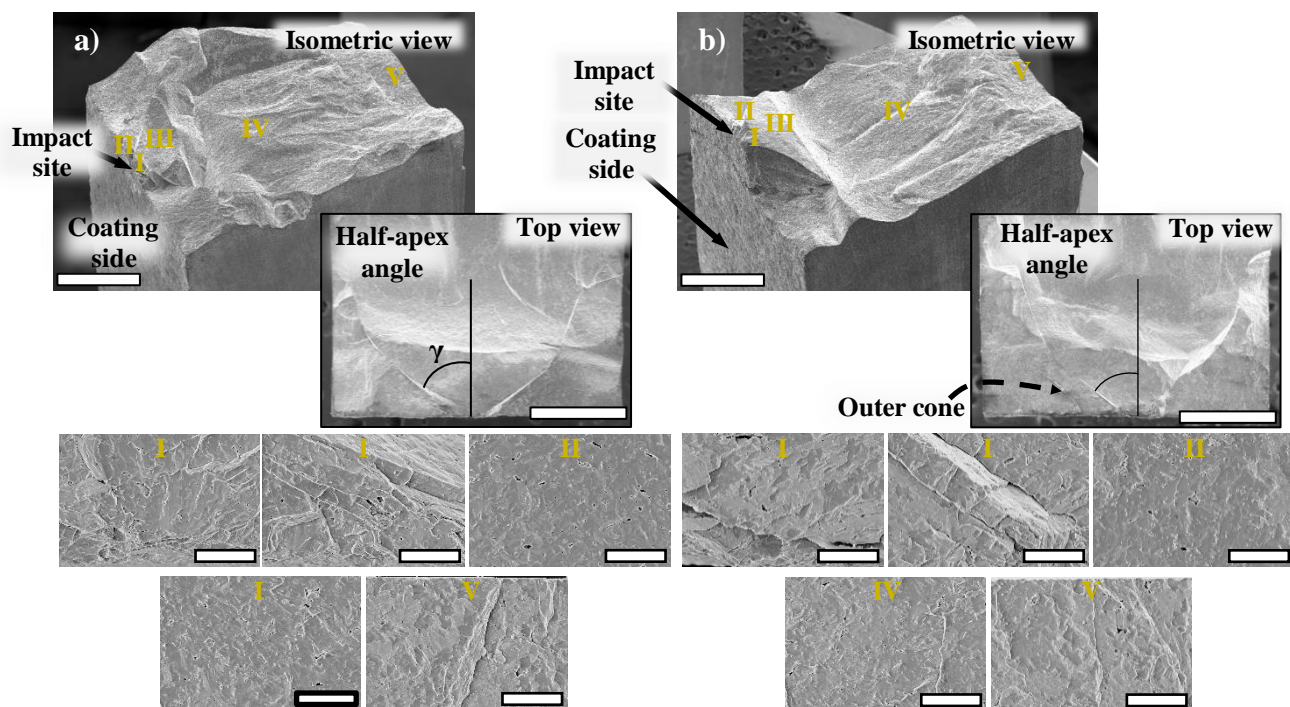 a)
Isometric view
V
IV
III
II
I
Impact
site
Coating
side
Half-apex
angle
Top view
γ
I
I
II
I
V
b)
Isometric view
V
Impact
site
II
IV
III
I
Coating
side
Half-apex
angle
Top view
Outer cone
I
I
II
IV
V